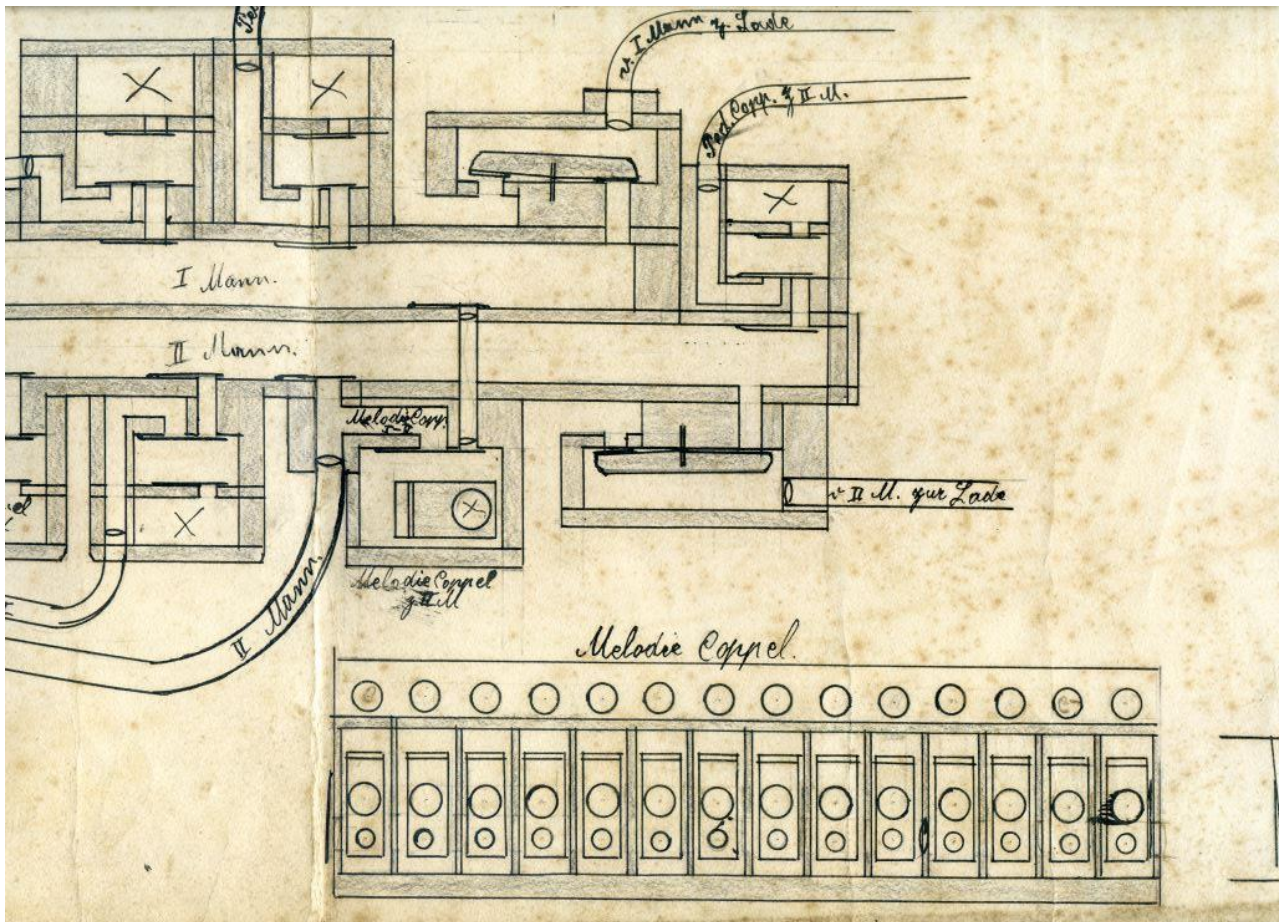 v. I Mann z. Lade
Ped. Copp. z II M.
I Mann.
II Mann.
Melodie Copp.
I-II
v II M. zur Lade
Melodie Coppel
z II M
II Mann.
Melodie Coppel.